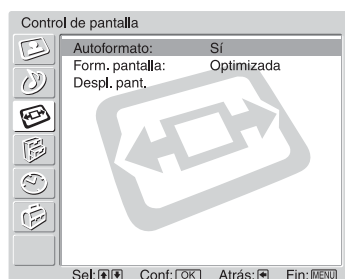 Control de pantalla
Autoformato: Sí
Form. pantalla: Optimizada
Despl. pant.
Sel: Conf: OK Atrás: Fin: MENU